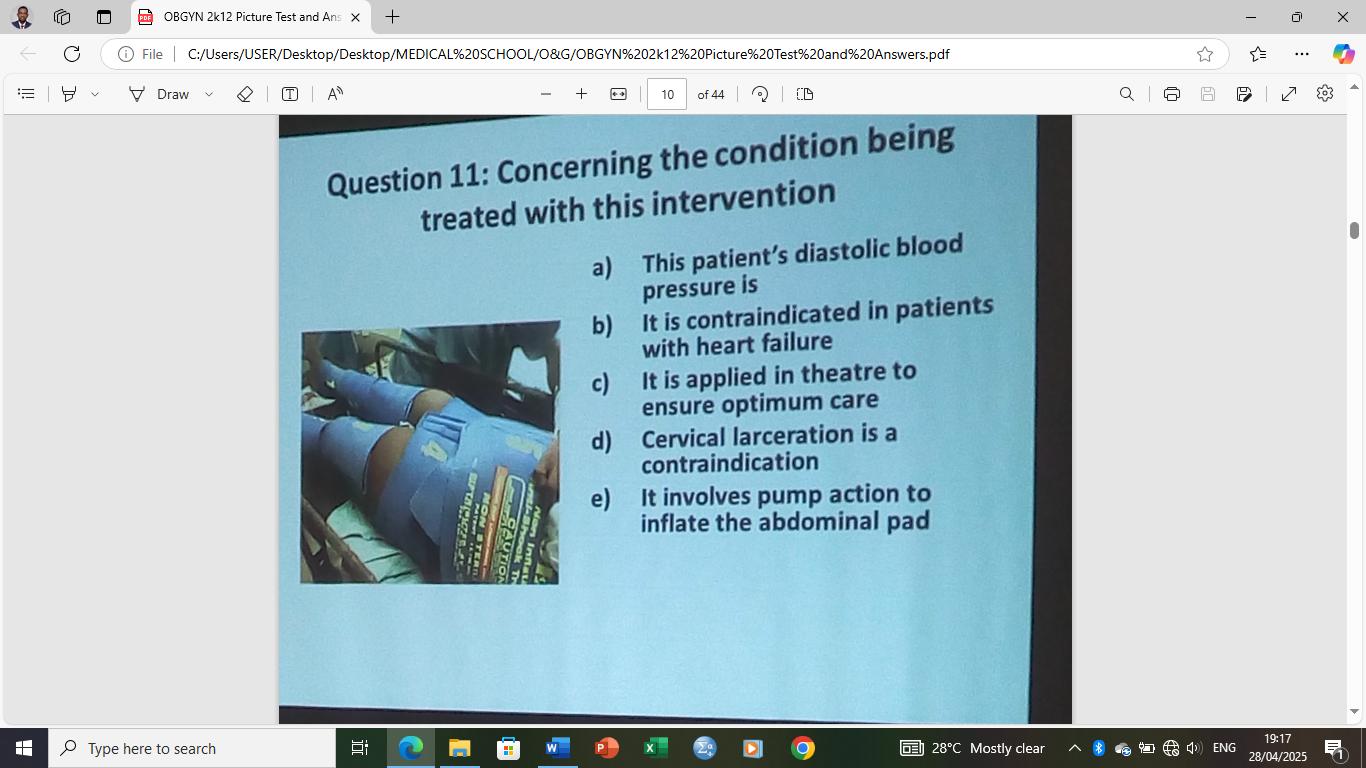 OBGYN 2k12 Picture Test and Ans
File
C:/Users/USER/Desktop/Desktop/MEDICAL%20SCHOOL/O&G/OBGYN%202k12%20Picture%20Test%20and%20Answers.pdf
Draw
10 of 44
Question 11: Concerning the condition being
treated with this intervention
a) This patient's diastolic blood
pressure is
b) It is contraindicated in patients
with heart failure
c) It is applied in theatre to
ensure optimum care
d) Cervical larceration is a
contraindication
e) It involves pump action to
inflate the abdominal pad
4
5
CAUTION
NON
Type here to search
28°C Mostly clear
ENG
19:17
28/04/2025
1